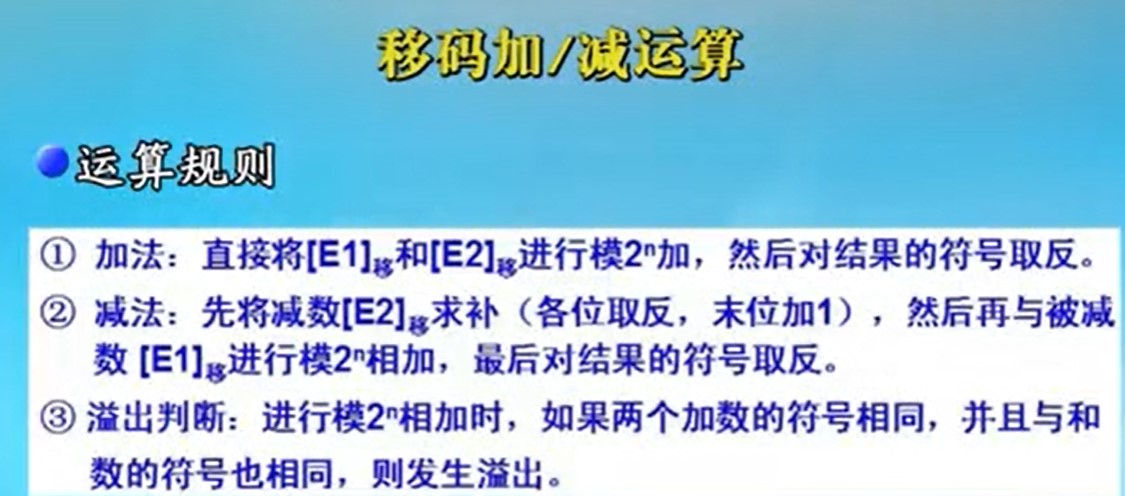 移码加/减运算
运算规则
① 加法：直接将[E1]移和[E2]移进行模2ⁿ加，然后对结果的符号取反。
② 减法：先将减数[E2]移求补（各位取反，末位加1），然后再与被减
数 [E1]移进行模2ⁿ相加，最后对结果的符号取反。
③ 溢出判断：进行模2ⁿ相加时，如果两个加数的符号相同，并且与和
数的符号也相同，则发生溢出。